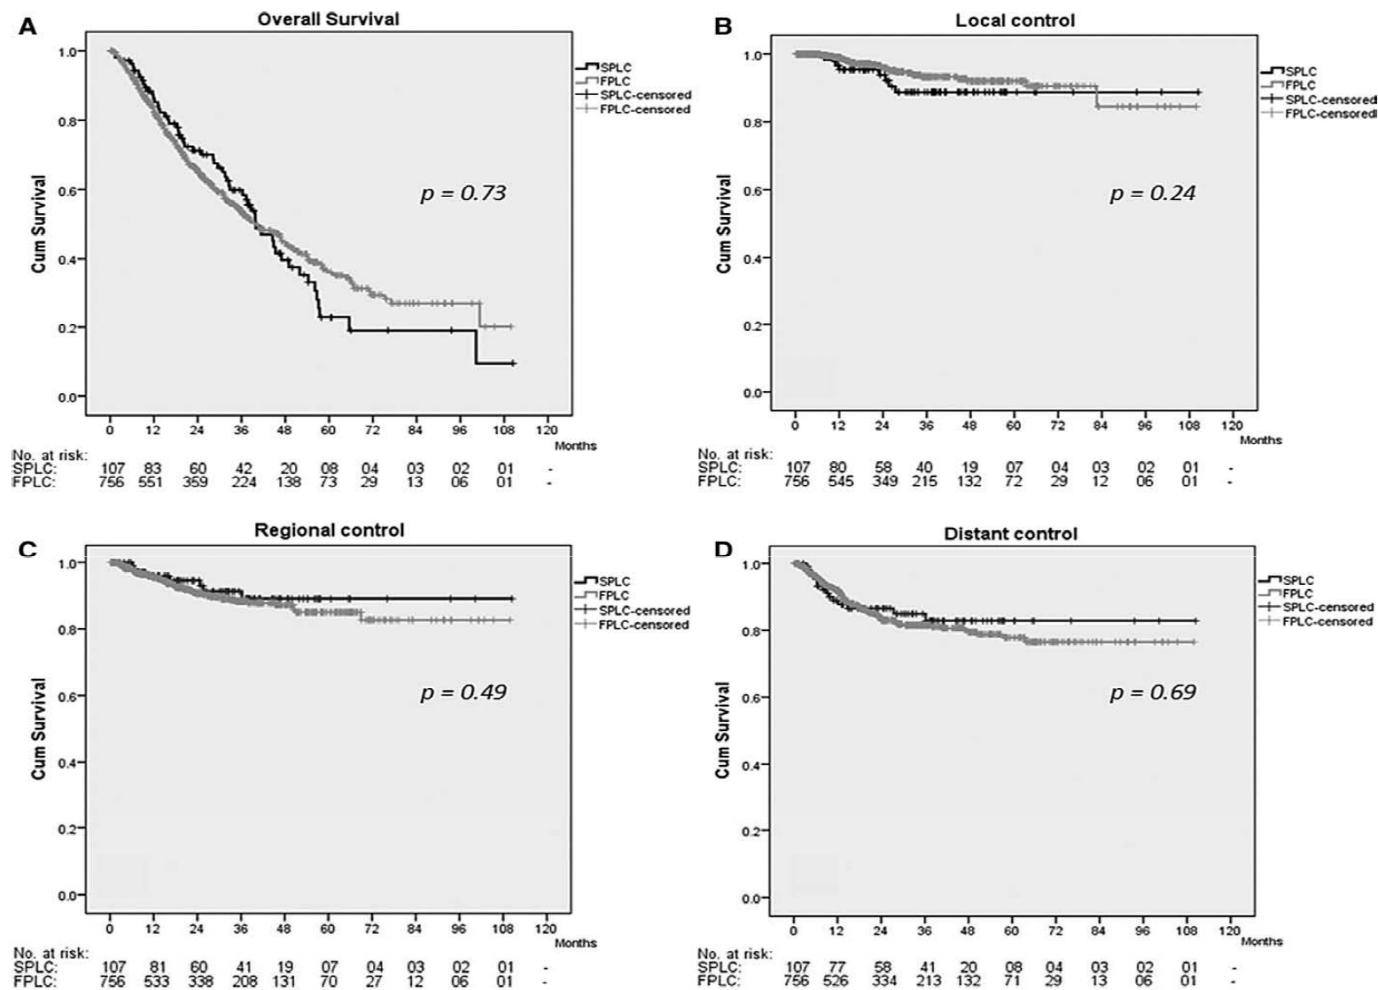 A
Overall Survival
1.0
0.8
0.6
0.4
0.2
0.0
Cum Survival
p = 0.73
SPLC
FPLC
SPLC-censored
FPLC-censored
0 12 24 36 48 60 72 84 96 108 120
Months
No. at risk:
SPLC: 107 83 60 42 20 08 04 03 02 01 -
FPLC: 756 551 359 224 138 73 29 13 06 01 -
B
Local control
1.0
0.8
0.6
0.4
0.2
0.0
Cum Survival
p = 0.24
SPLC
FPLC
SPLC-censored
FPLC-censored
0 12 24 36 48 60 72 84 96 108 120
Months
No. at risk:
SPLC: 107 80 58 40 19 07 04 03 02 01 -
FPLC: 756 545 349 215 132 72 29 12 06 01 -
C
Regional control
1.0
0.8
0.6
0.4
0.2
0.0
Cum Survival
p = 0.49
SPLC
FPLC
SPLC-censored
FPLC-censored
0 12 24 36 48 60 72 84 96 108 120
Months
No. at risk:
SPLC: 107 81 60 41 19 07 04 03 02 01 -
FPLC: 756 533 338 208 131 70 27 12 06 01 -
D
Distant control
1.0
0.8
0.6
0.4
0.2
0.0
Cum Survival
p = 0.69
SPLC
FPLC
SPLC-censored
FPLC-censored
0 12 24 36 48 60 72 84 96 108 120
Months
No. at risk:
SPLC: 107 77 58 41 20 08 04 03 02 01 -
FPLC: 756 526 334 213 132 71 29 13 06 01 -